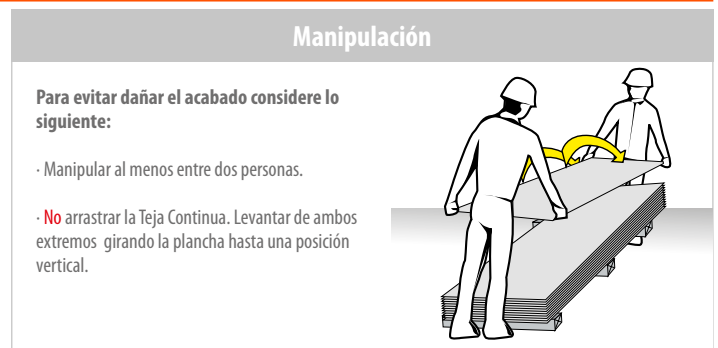 Manipulación
Para evitar dañar el acabado considere lo
siguiente:
· Manipular al menos entre dos personas.
· No arrastrar la Teja Continua. Levantar de ambos
extremos girando la plancha hasta una posición
vertical.